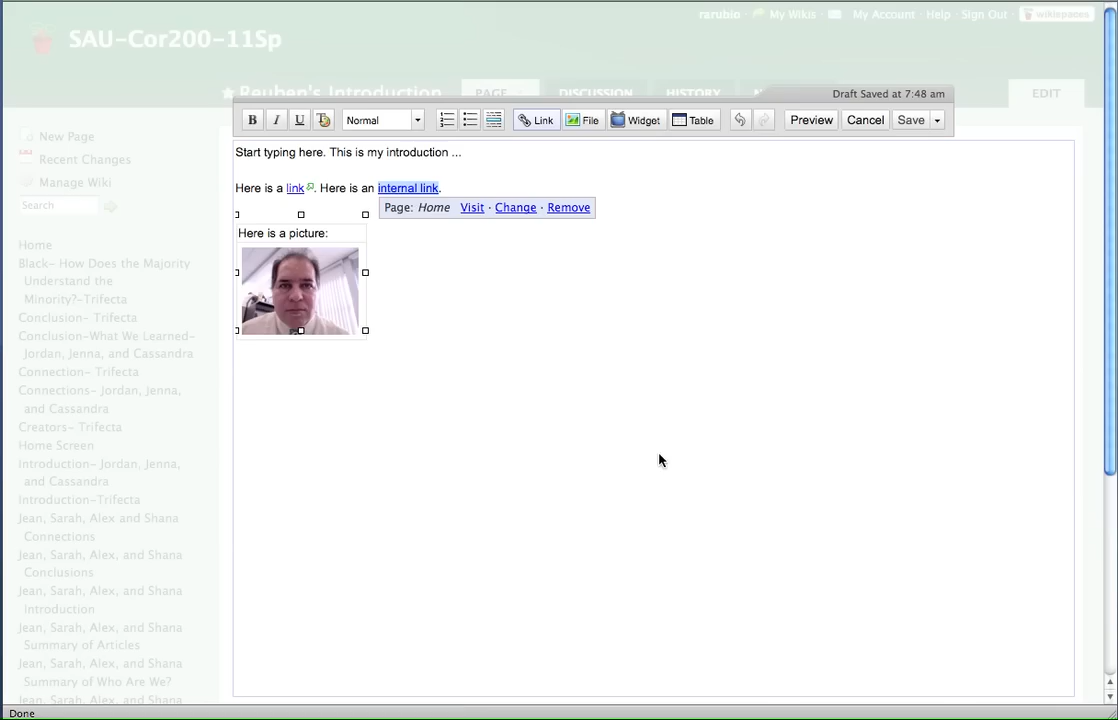 rarubio · My Wikis · My Account · Help · Sign Out · wikispaces
SAU-Cor200-11Sp
Reuben's Introduction PAGE DISCUSSION HISTORY EDIT
Draft Saved at 7:48 am
B I U Normal Link File Widget Table Preview Cancel Save
New Page
Recent Changes
Manage Wiki
Search
Home
Black- How Does the Majority
Understand the
Minority?-Trifecta
Conclusion- Trifecta
Conclusion-What We Learned-
Jordan, Jenna, and Cassandra
Connection- Trifecta
Connections- Jordan, Jenna,
and Cassandra
Creators- Trifecta
Home Screen
Introduction- Jordan, Jenna,
and Cassandra
Introduction-Trifecta
Jean, Sarah, Alex and Shana
Connections
Jean, Sarah, Alex, and Shana
Conclusions
Jean, Sarah, Alex, and Shana
Introduction
Jean, Sarah, Alex, and Shana
Summary of Articles
Jean, Sarah, Alex, and Shana
Summary of Who Are We?
Jean, Sarah, Alex, and Shana
Start typing here. This is my introduction ...
Here is a link. Here is an internal link.
Page: Home Visit · Change · Remove
Here is a picture:
Done